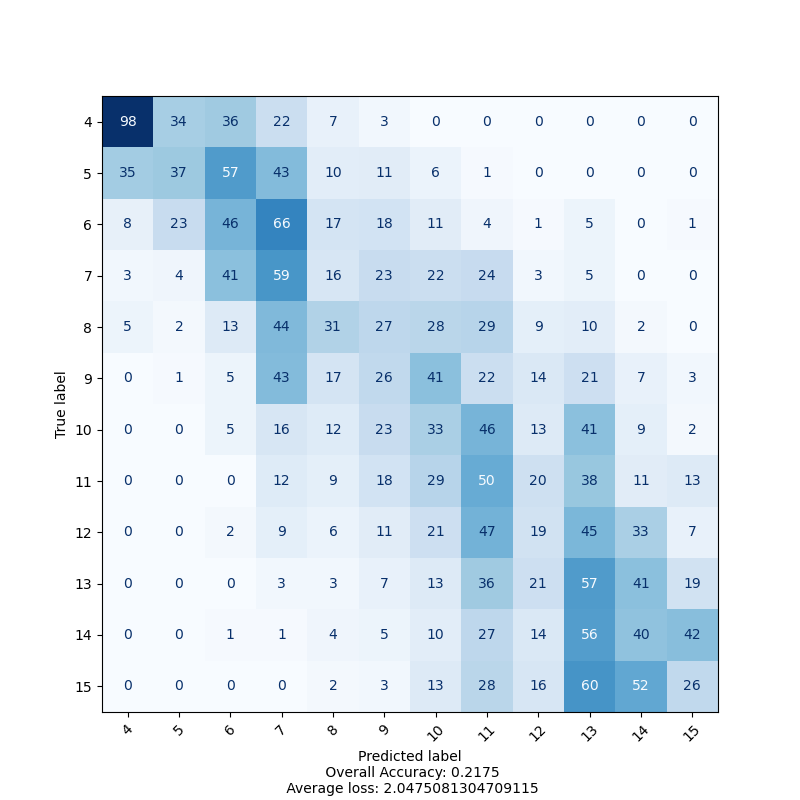 4 98 34 36 22 7 3 0 0 0 0 0 0
5 35 37 57 43 10 11 6 1 0 0 0 0
6 8 23 46 66 17 18 11 4 1 5 0 1
7 3 4 41 59 16 23 22 24 3 5 0 0
8 5 2 13 44 31 27 28 29 9 10 2 0
9 0 1 5 43 17 26 41 22 14 21 7 3
True label
10 0 0 5 16 12 23 33 46 13 41 9 2
11 0 0 0 12 9 18 29 50 20 38 11 13
12 0 0 2 9 6 11 21 47 19 45 33 7
13 0 0 0 3 3 7 13 36 21 57 41 19
14 0 0 1 1 4 5 10 27 14 56 40 42
15 0 0 0 0 2 3 13 28 16 60 52 26
4 5 6 7 8 9 10 11 12 13 14 15
Predicted label
Overall Accuracy: 0.2175
Average loss: 2.0475081304709115